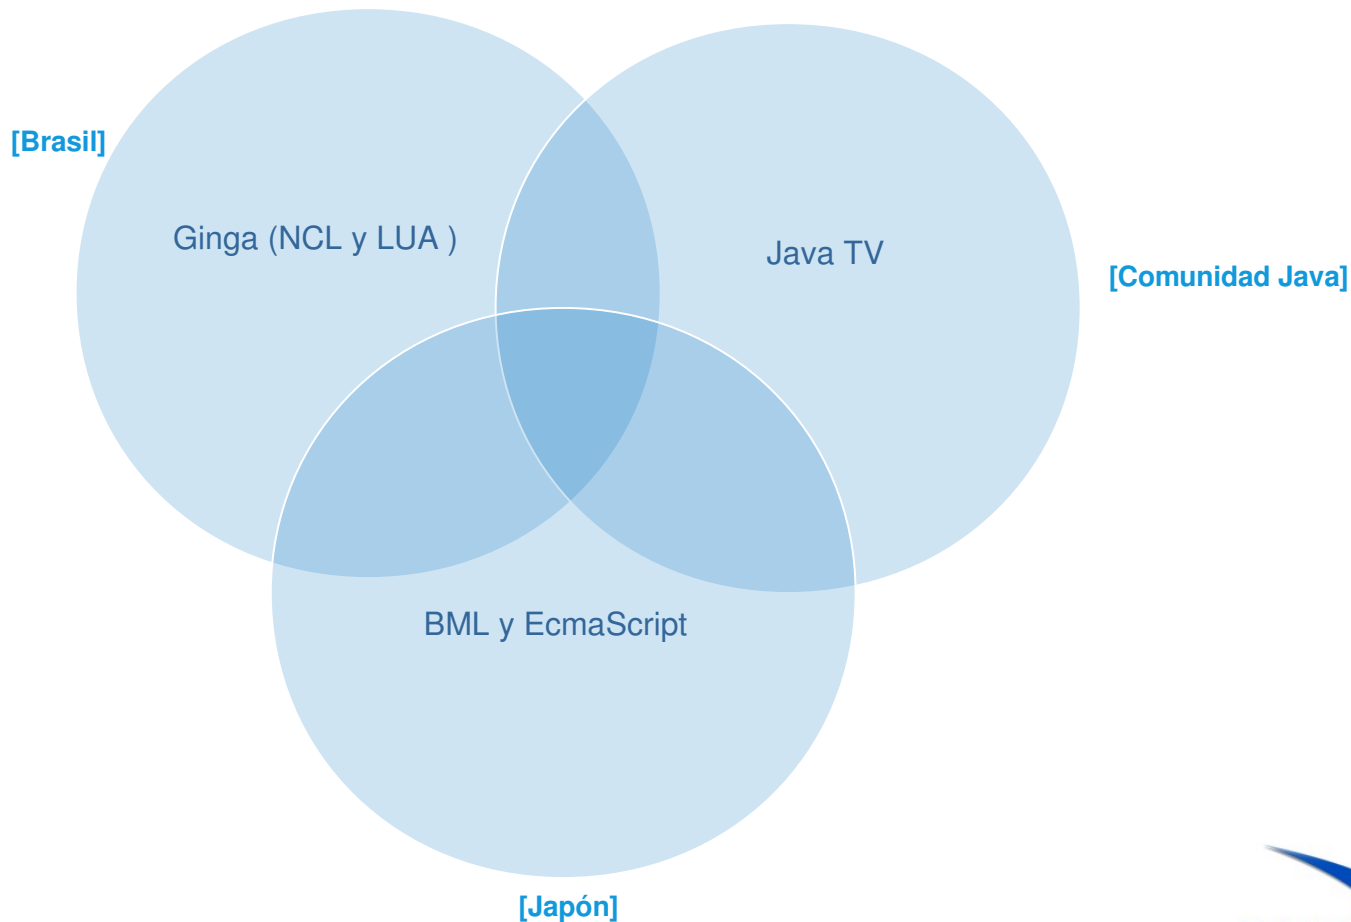 [Brasil]
Ginga (NCL y LUA )
Java TV
[Comunidad Java]
BML y EcmaScript
[Japón]